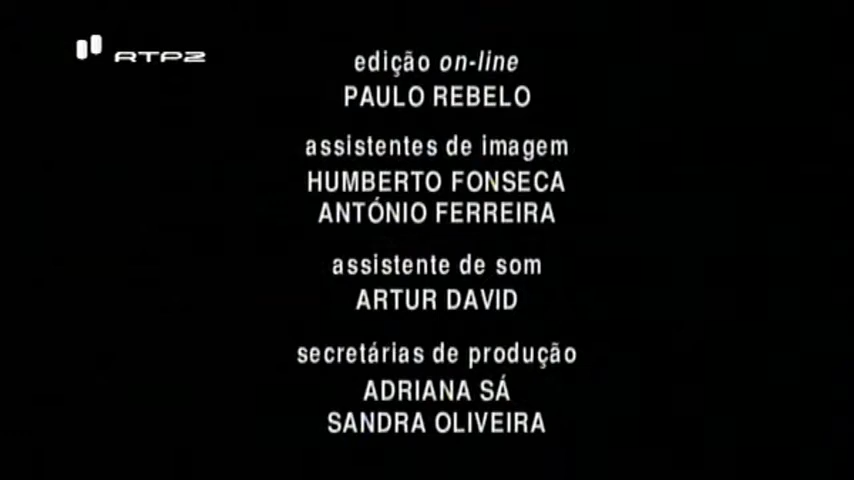 RTP2
edição on-line
PAULO REBELO
assistentes de imagem
HUMBERTO FONSECA
ANTÓNIO FERREIRA
assistente de som
ARTUR DAVID
secretárias de produção
ADRIANA SÁ
SANDRA OLIVEIRA